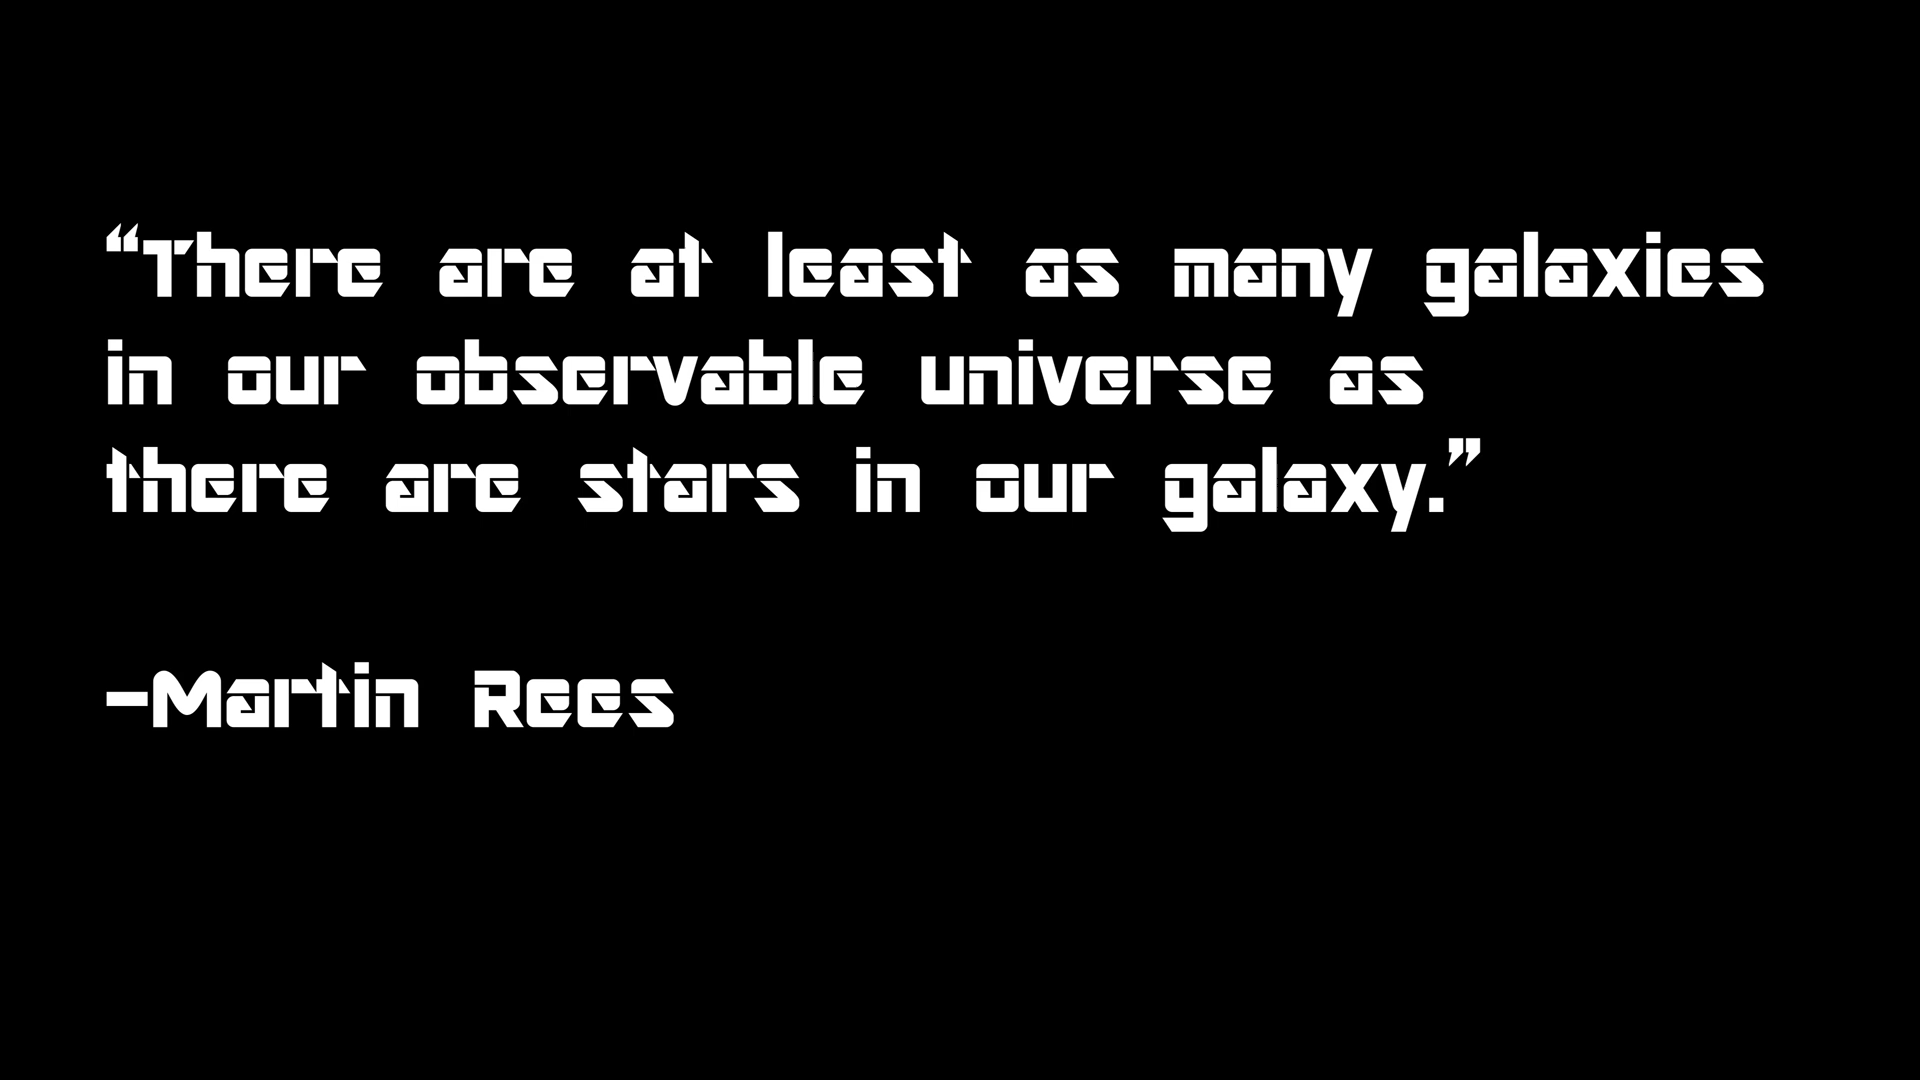 “There are at least as many galaxies
in our observable universe as
there are stars in our galaxy.”
-Martin Rees